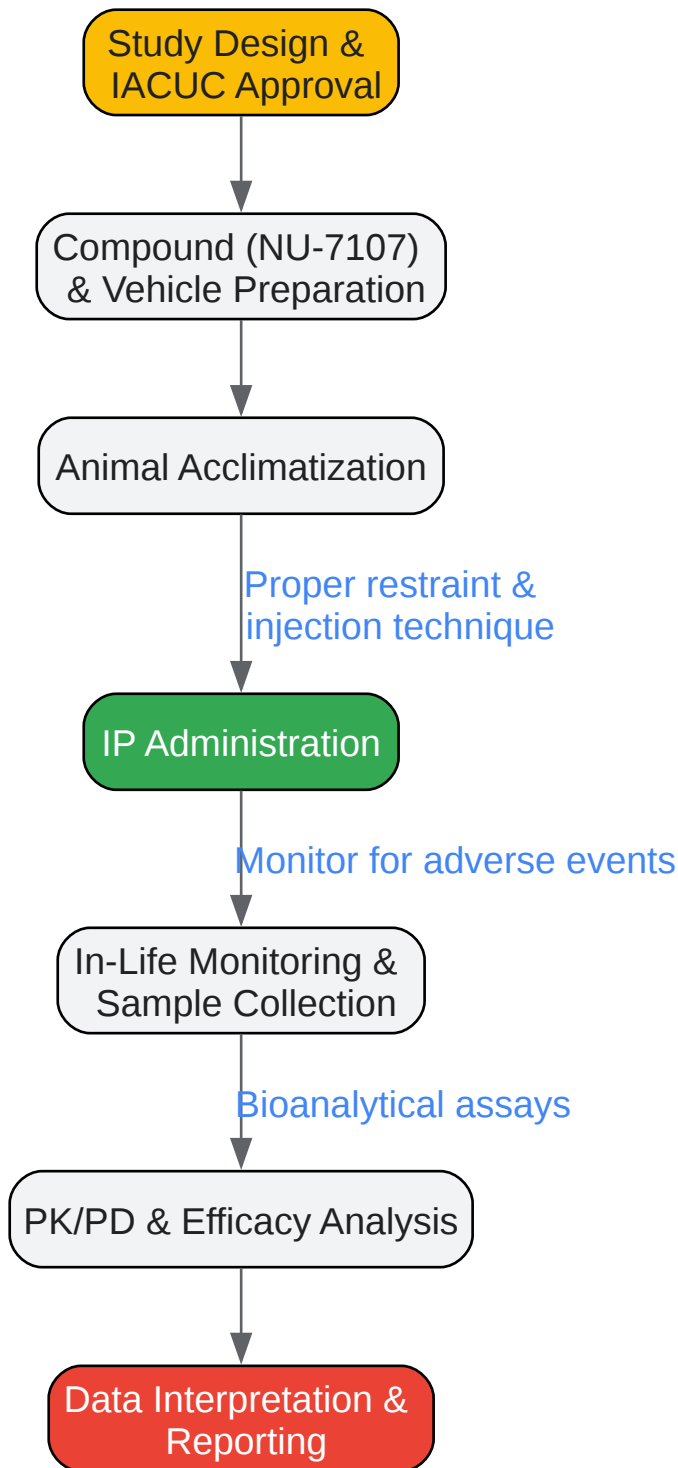 Study Design &
IACUC Approval
Compound (NU-7107)
& Vehicle Preparation
Animal Acclimatization
Proper restraint &
injection technique
IP Administration
Monitor for adverse events
In-Life Monitoring &
Sample Collection
Bioanalytical assays
PK/PD & Efficacy Analysis
Data Interpretation &
Reporting